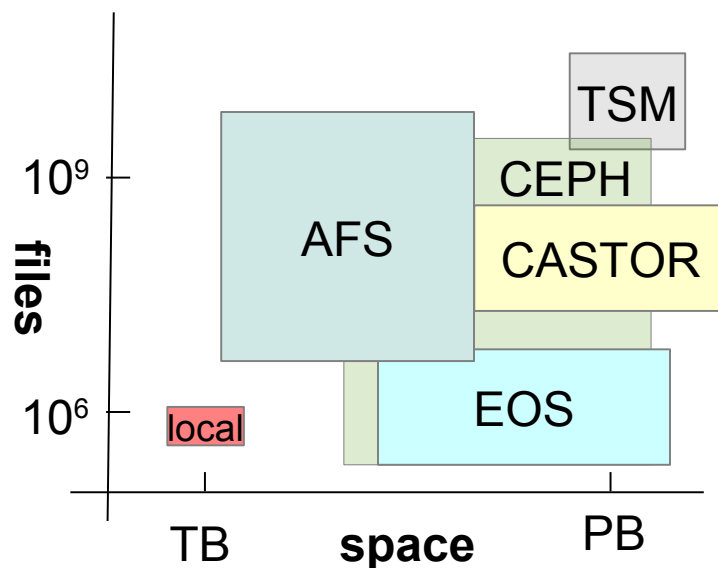 TSM
10⁹
CEPH
AFS
CASTOR
files
10⁶
local
EOS
TB
space
PB